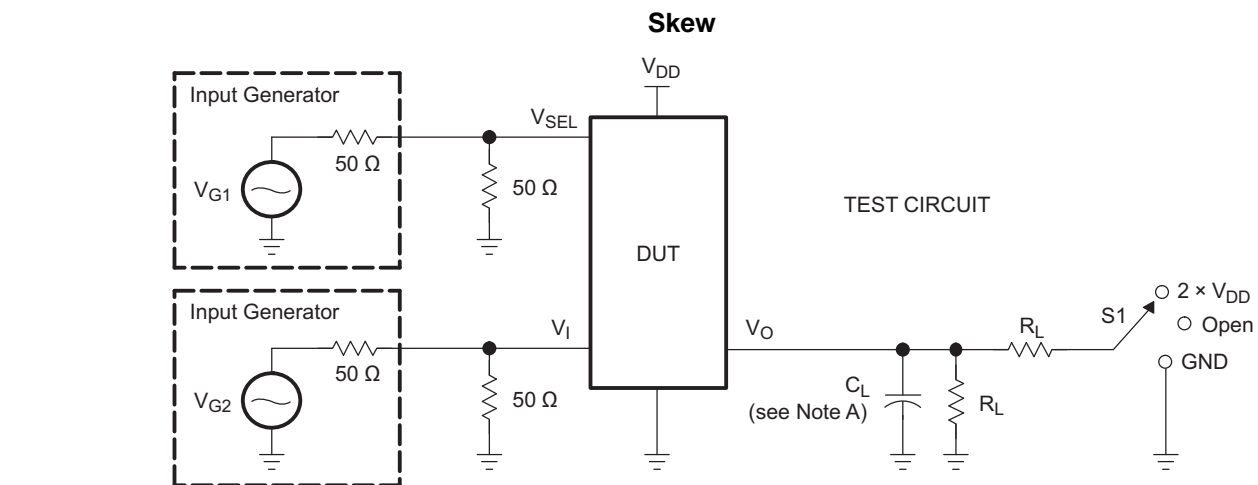 Skew
V_DD
Input Generator
V_SEL
50 Ω
V_G1
50 Ω
TEST CIRCUIT
DUT
Input Generator
2 × V_DD
S1
Open
V_I
V_O
R_L
GND
50 Ω
V_G2
50 Ω
C_L
(see Note A)
R_L